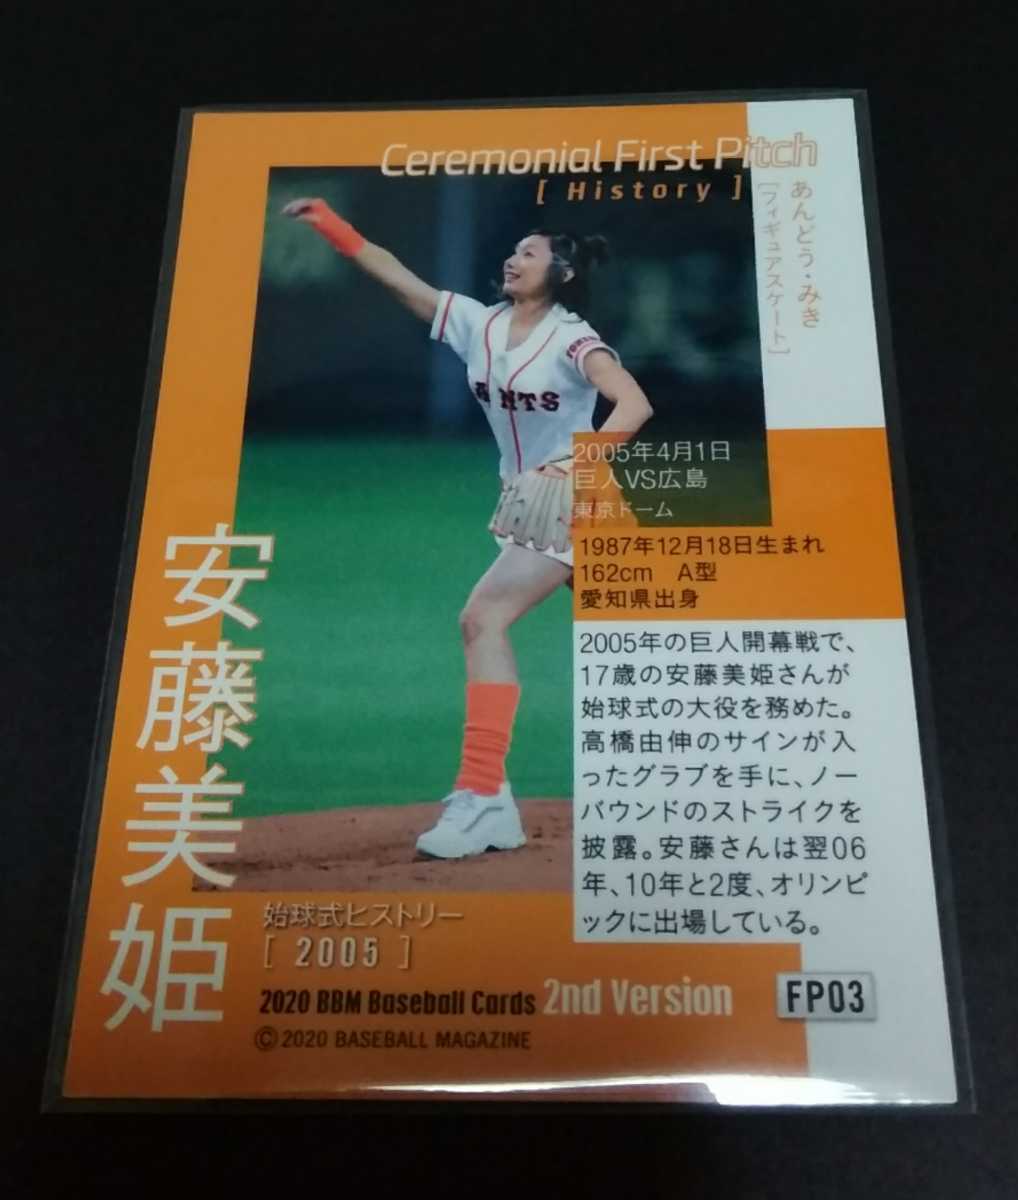 Ceremonial First Pitch
[ History ]
あんどう・みき
[フィギュアスケート]
安藤美姫
2005年4月1日
巨人VS広島
東京ドーム
1987年12月18日生まれ
162cm A型
愛知県出身
2005年の巨人開幕戦で、
17歳の安藤美姫さんが
始球式の大役を務めた。
高橋由伸のサインが入
ったグラブを手に、ノー
バウンドのストライクを
披露。安藤さんは翌06
年、10年と2度、オリンピ
ックに出場している。
始球式ヒストリー
[ 2005 ]
2020 BBM Baseball Cards 2nd Version
FP03
©2020 BASEBALL MAGAZINE